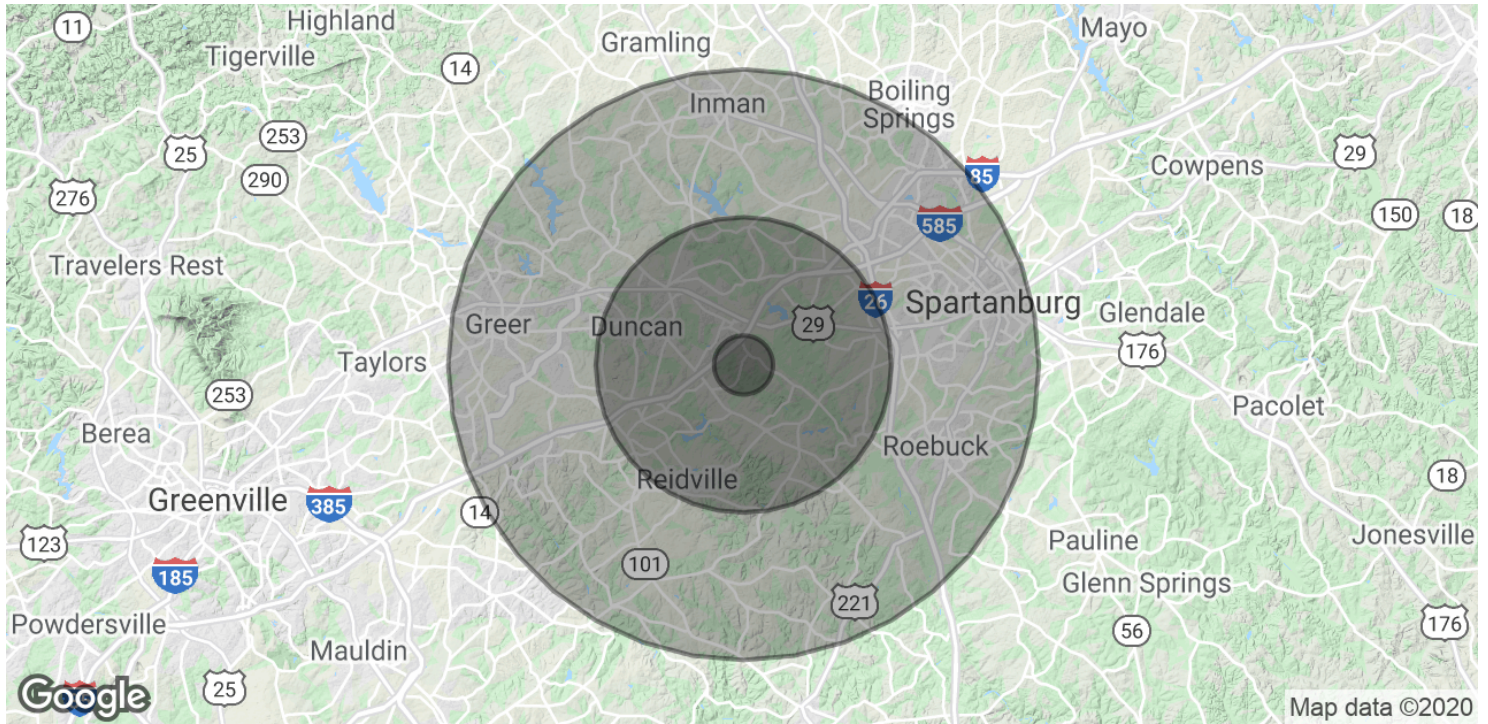 11
Highland
Tigerville
14
Gramling
Mayo
Inman
Boiling
Springs
253
25
290
276
85
Cowpens
29
150
18
585
Travelers Rest
26
Spartanburg
Glendale
Greer
Duncan
29
176
Taylors
253
Pacolet
Berea
Roebuck
Reidville
18
Greenville
385
14
123
185
101
Pauline
Jonesville
Glenn Springs
221
Powdersville
56
176
Mauldin
25
Google
Map data ©2020